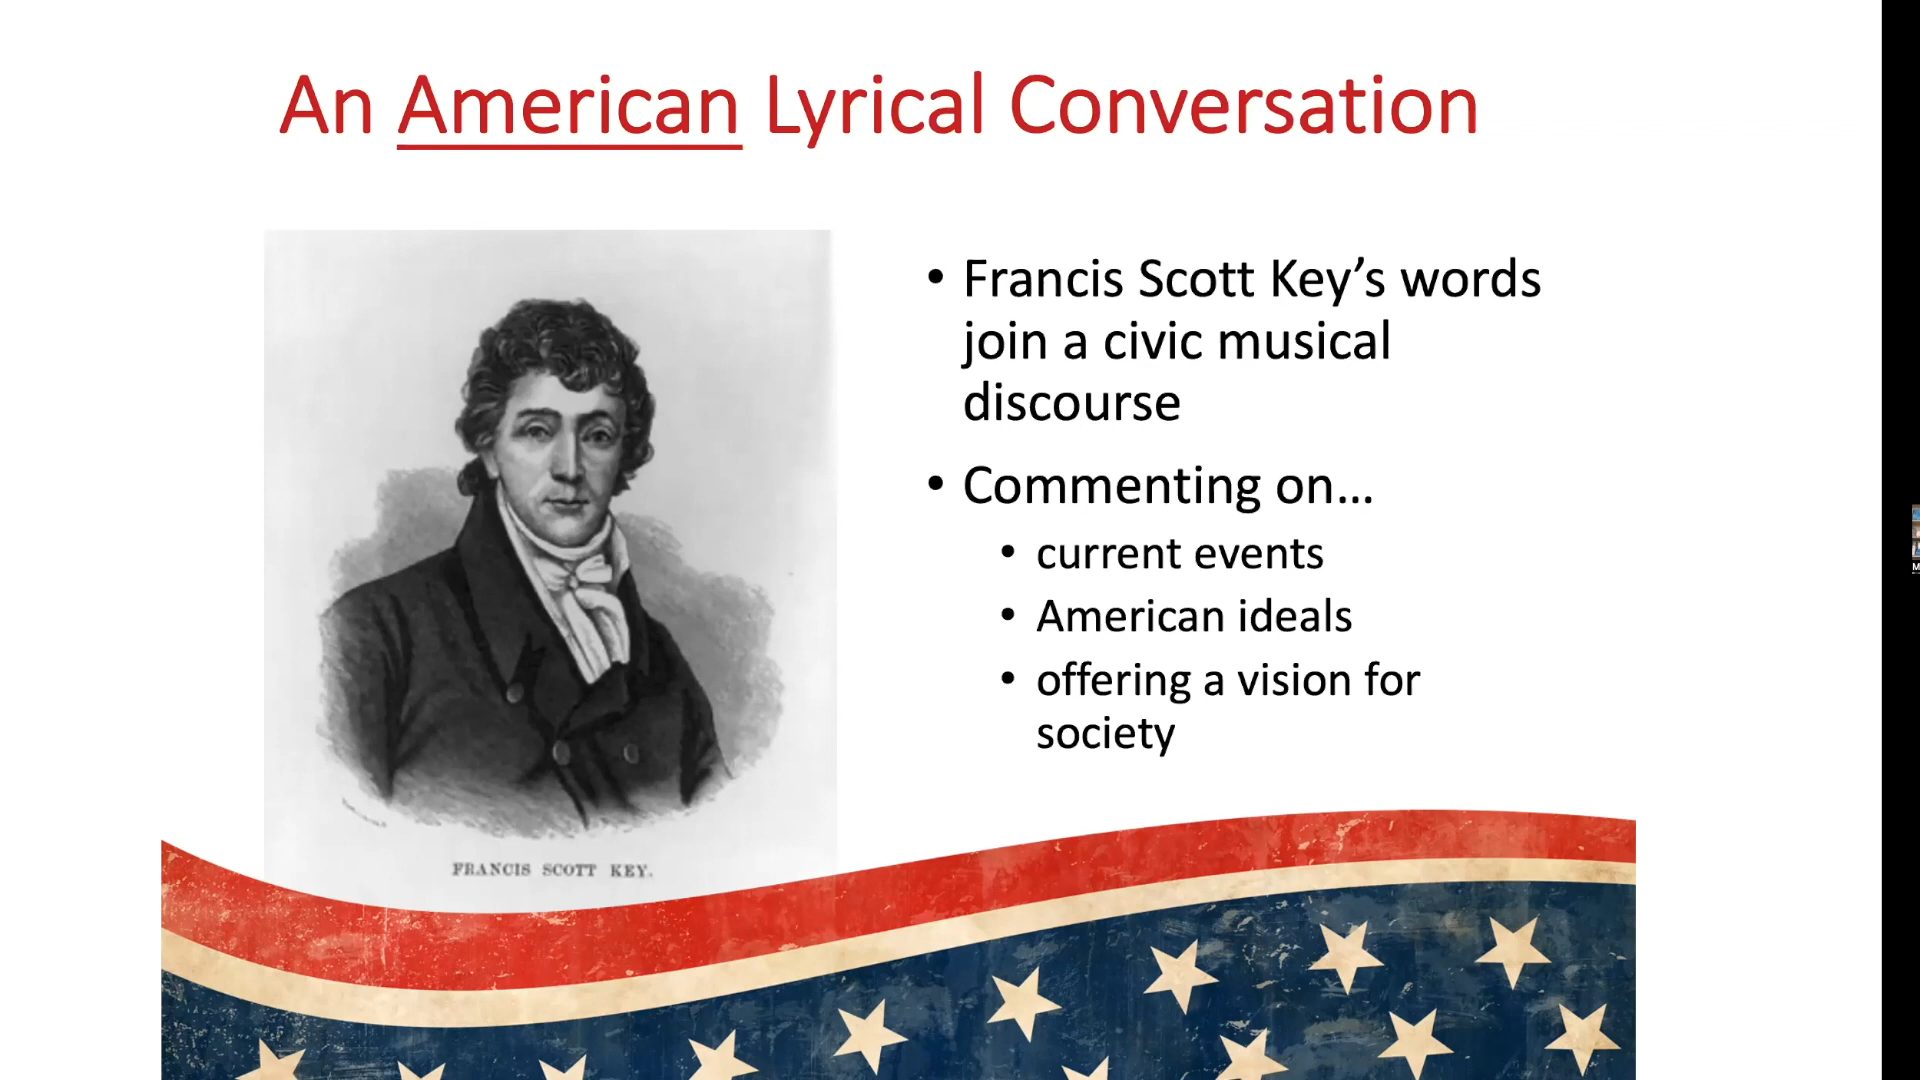 An American Lyrical Conversation
• Francis Scott Key’s words
join a civic musical
discourse
• Commenting on…
• current events
• American ideals
• offering a vision for
society
FRANCIS SCOTT KEY.
M